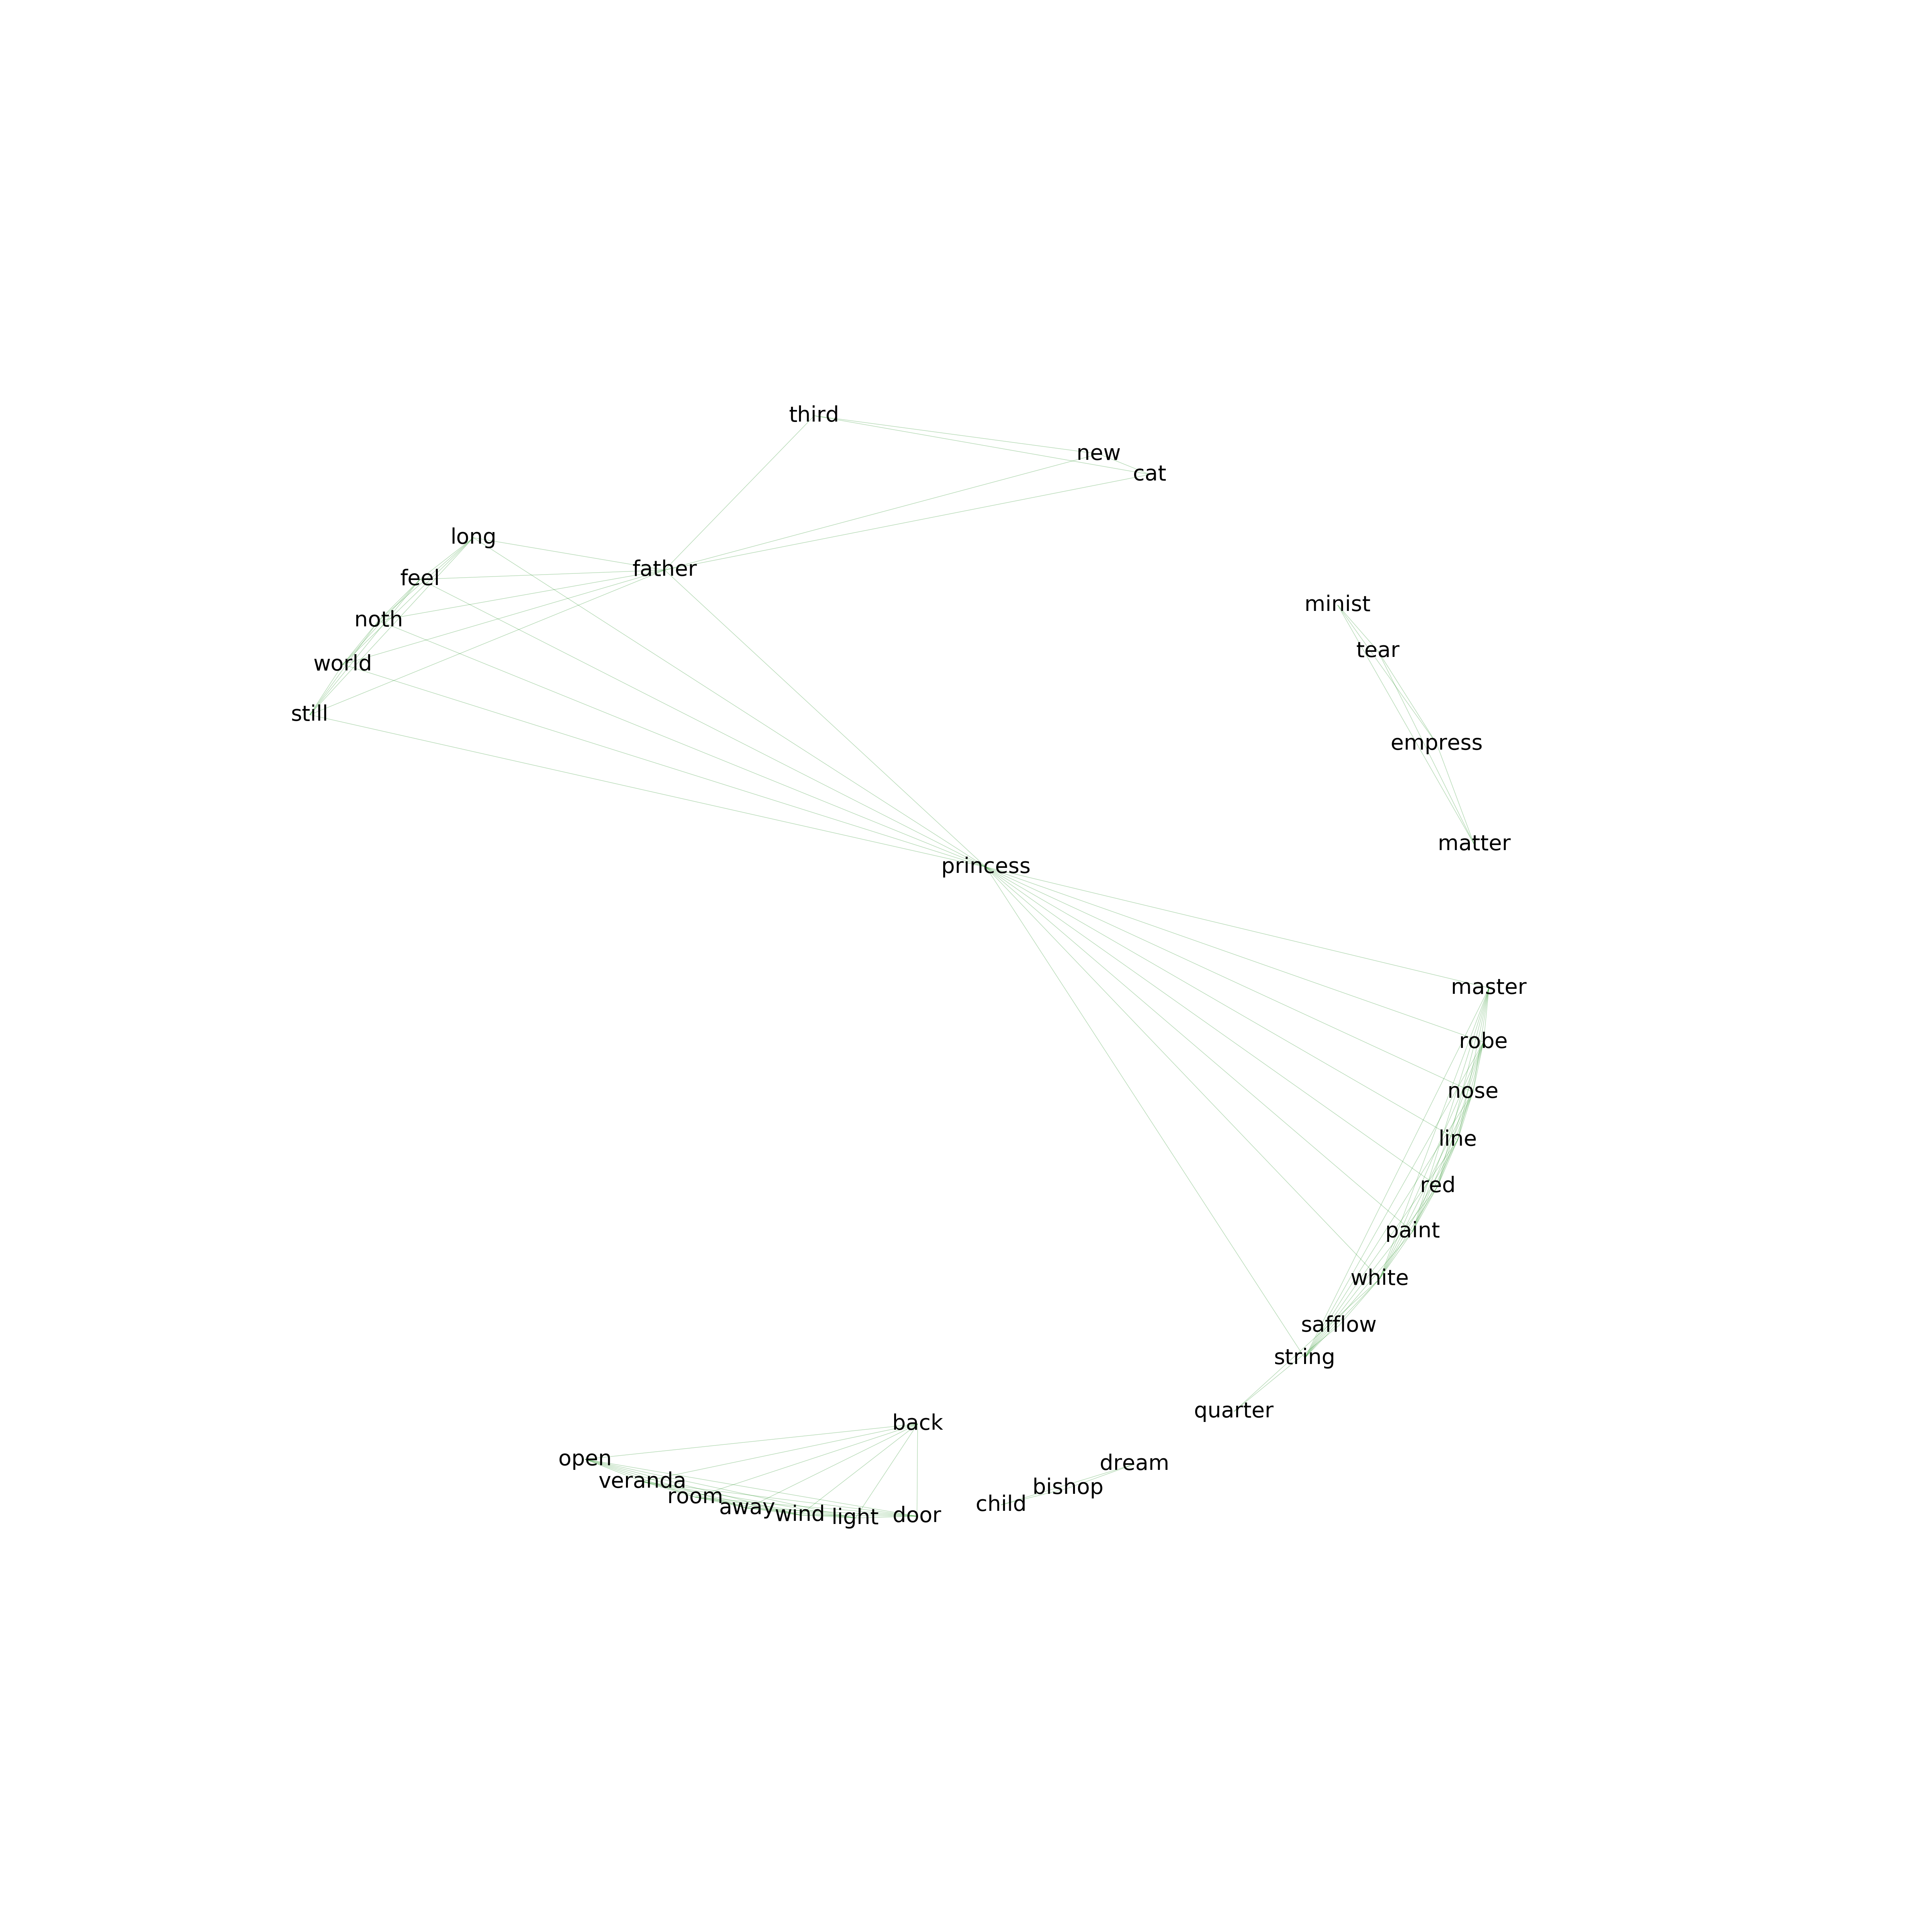 third
new
cat
long
father
feel
minist
noth
tear
world
still
empress
matter
princess
master
robe
nose
line
red
paint
white
safflow
string
quarter
back
open
dream
veranda
bishop
room
child
away
wind
light
door